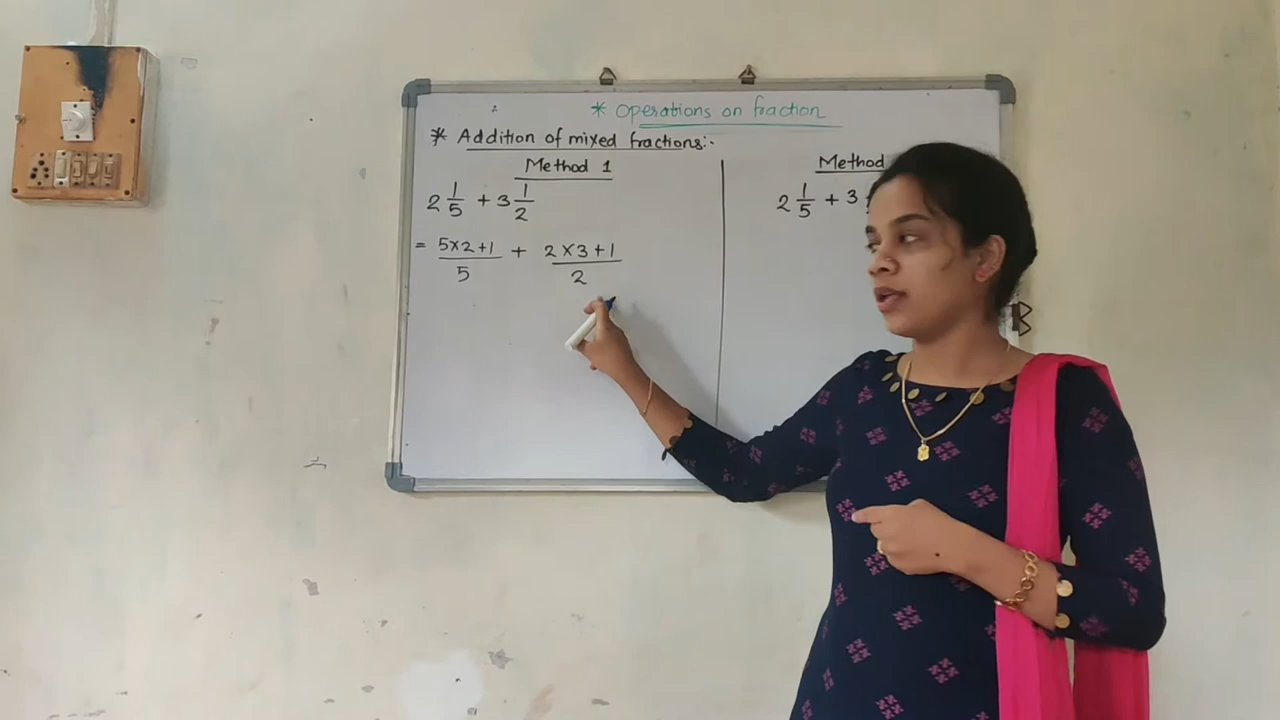 * Operations on fraction
* Addition of mixed fractions:-
Method 1
2 1/5 + 3 1/2
= 5×2+1/5 + 2×3+1/2
Method
2 1/5 + 3